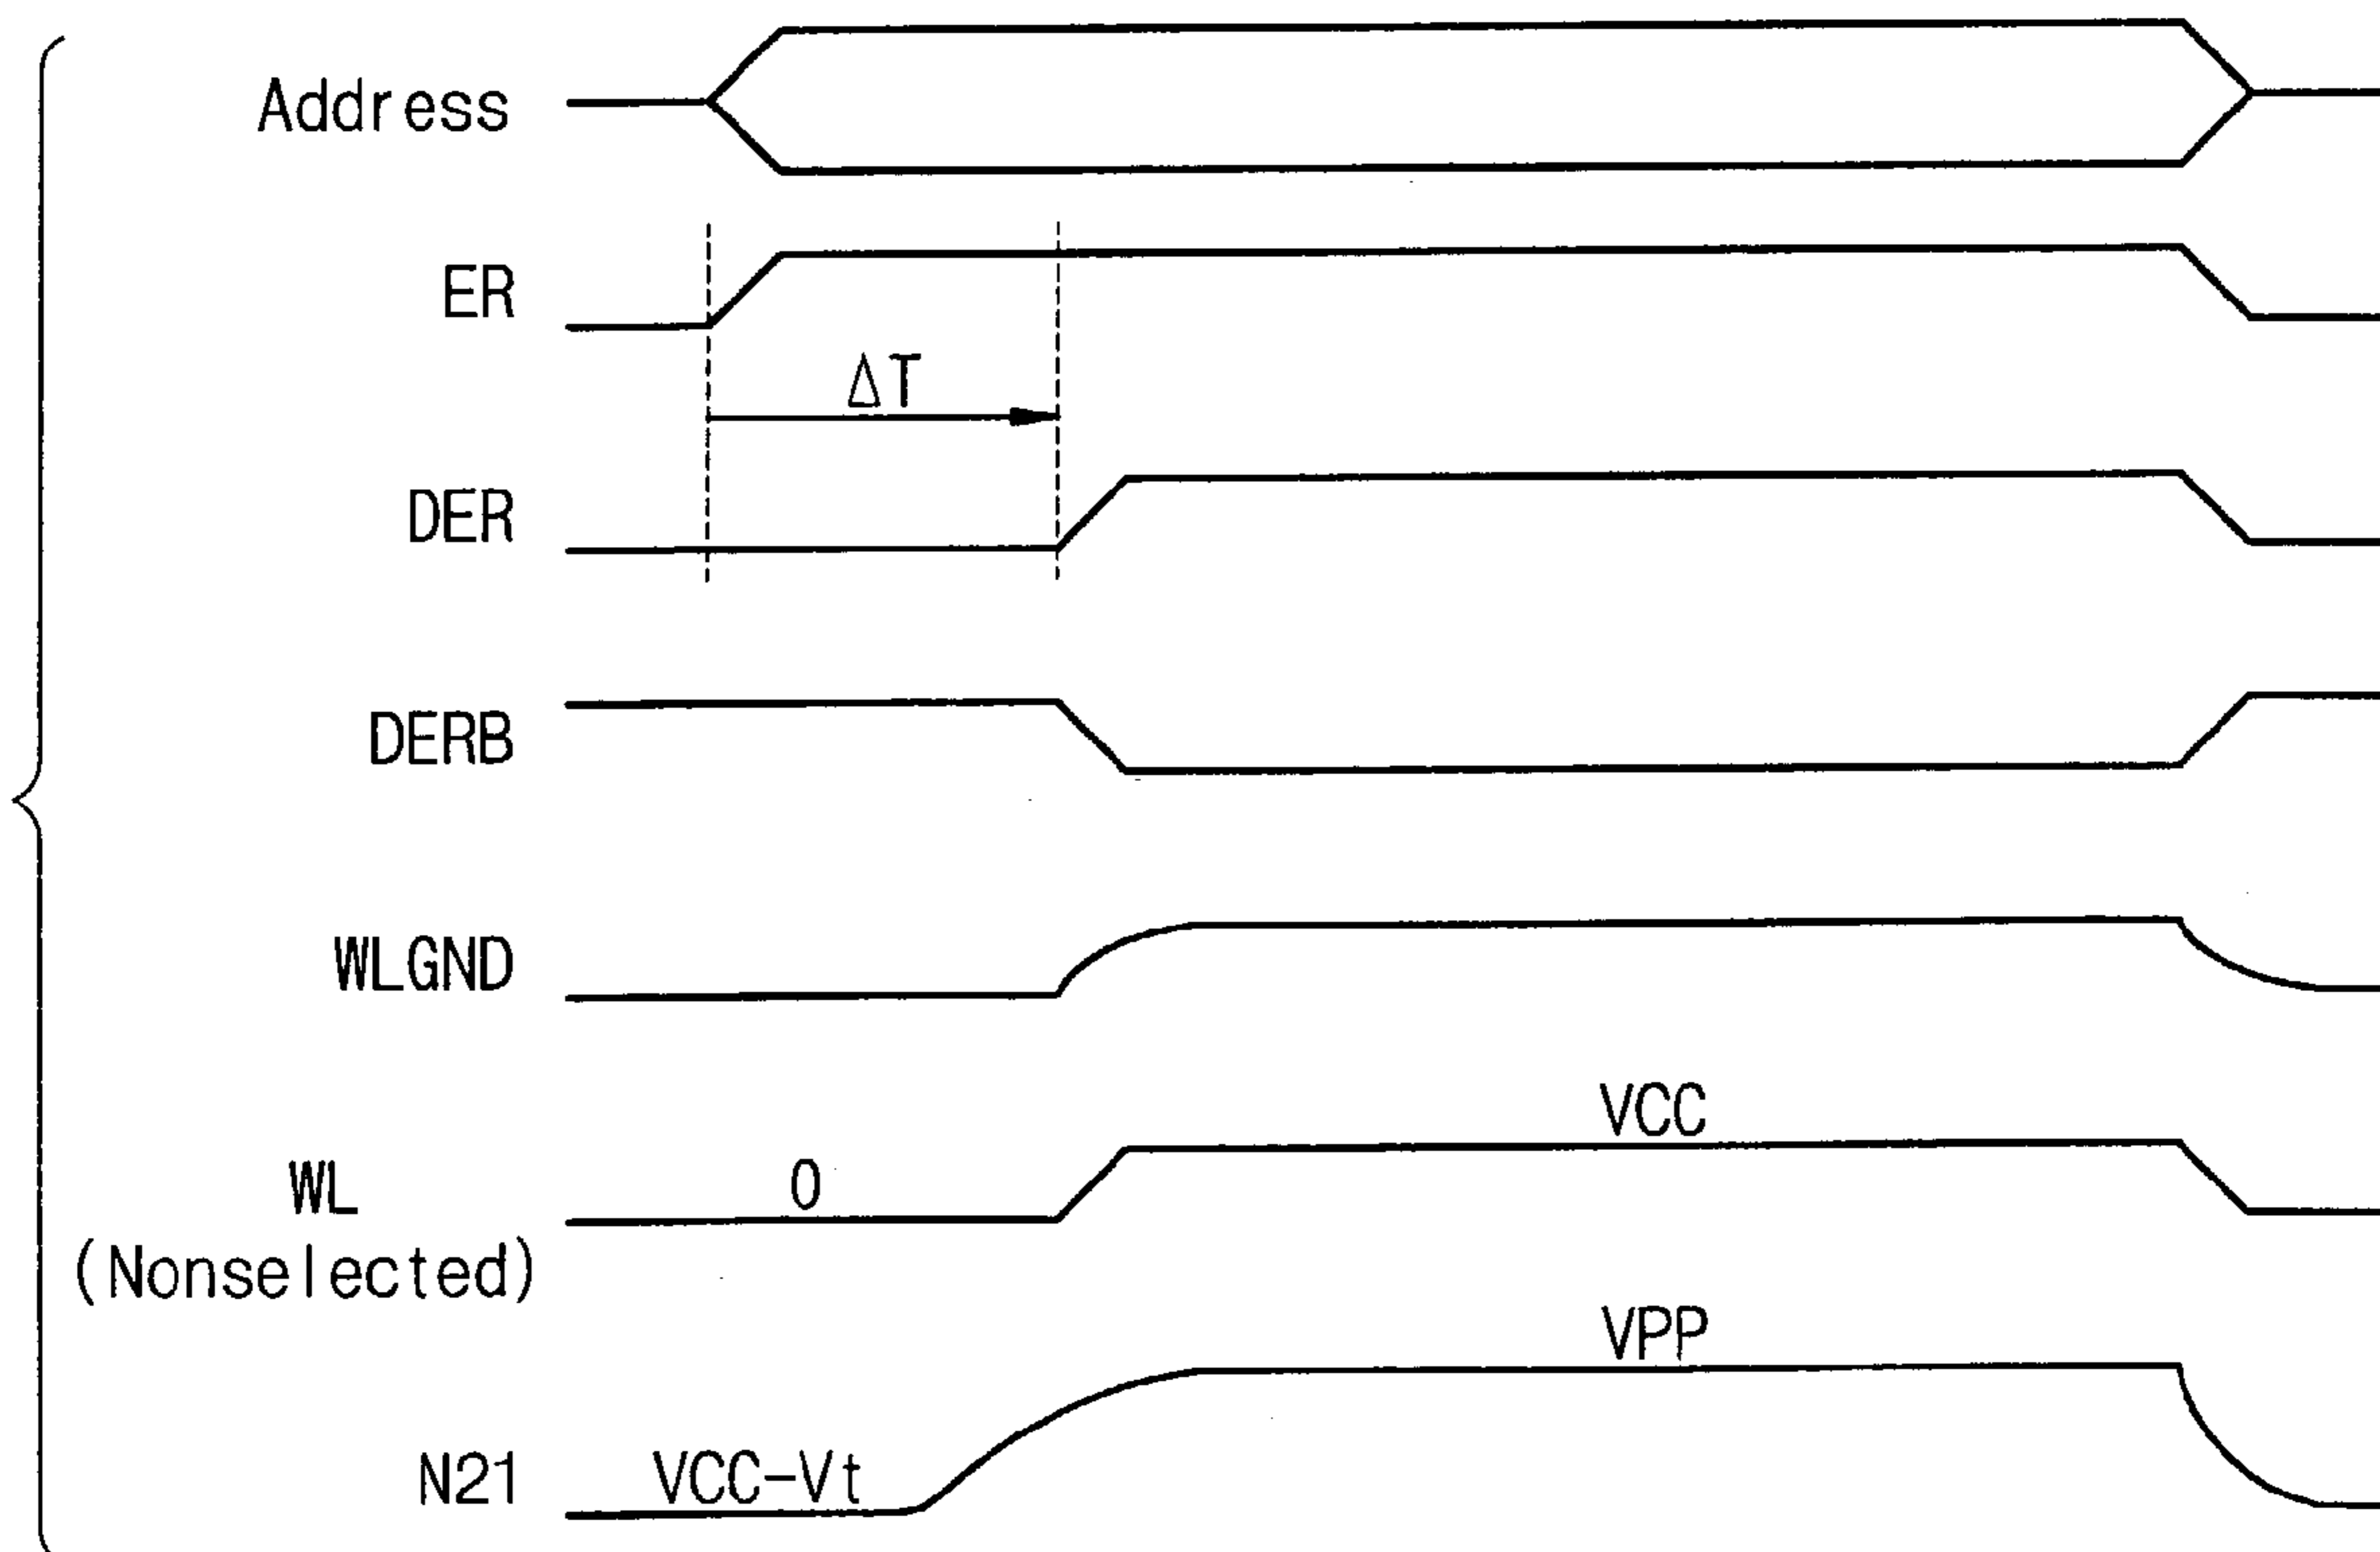 Address
ER
ΔT
DER
DERB
WLGND
VCC
WL 0
(Nonselected)
VPP
N21 VCC-Vt